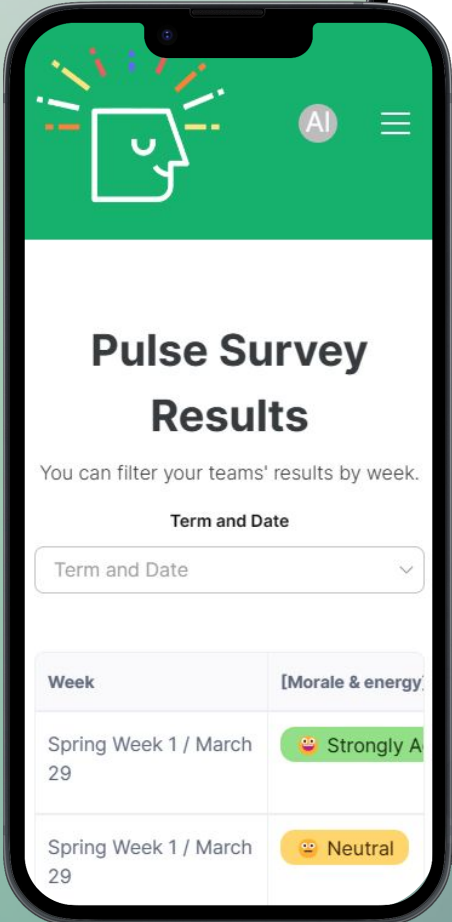 AI
Pulse Survey
Results
You can filter your teams' results by week.
Term and Date
Term and Date
Week
[Morale & energy]
Spring Week 1 / March
29
Strongly A
Spring Week 1 / March
29
Neutral